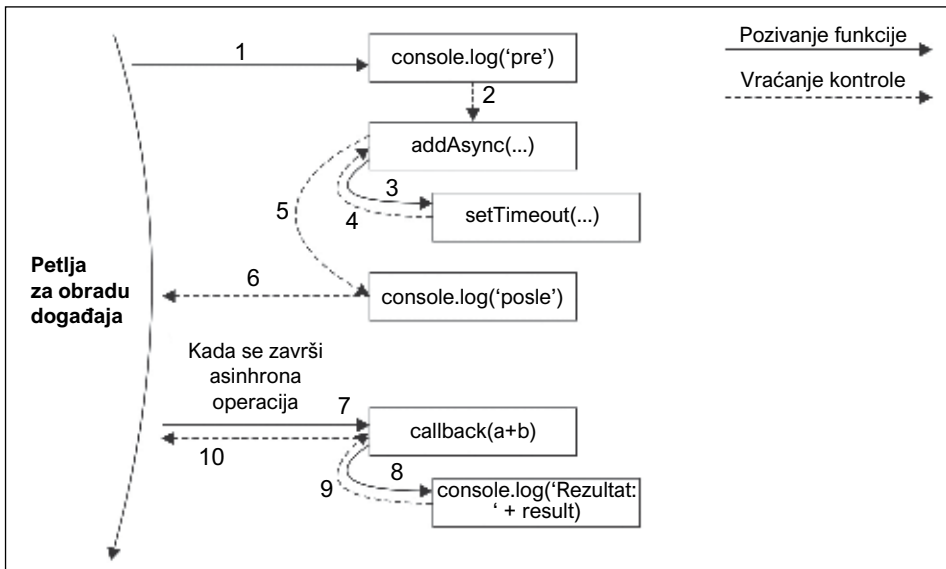 1
console.log(‘pre’)
Pozivanje funkcije
2
Vraćanje kontrole
addAsync(...)
3
4
setTimeout(...)
5
Petlja
za obradu
događaja
6
console.log(‘posle’)
Kada se završi
asinhrona
operacija
7
callback(a+b)
10
8
9
console.log(‘Rezultat:
‘ + result)